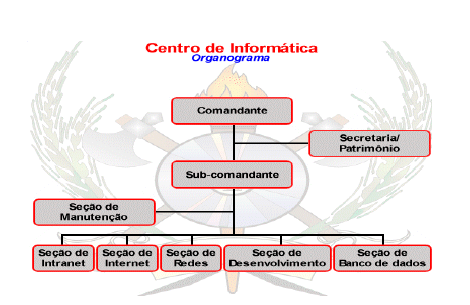 Centro de Informática
Organograma
Comandante
Secretaria/
Patrimônio
Sub-comandante
Seção de
Manutenção
Seção de
Intranet
Seção de
Internet
Seção de
Redes
Seção de
Desenvolvimento
Seção de
Banco de dados